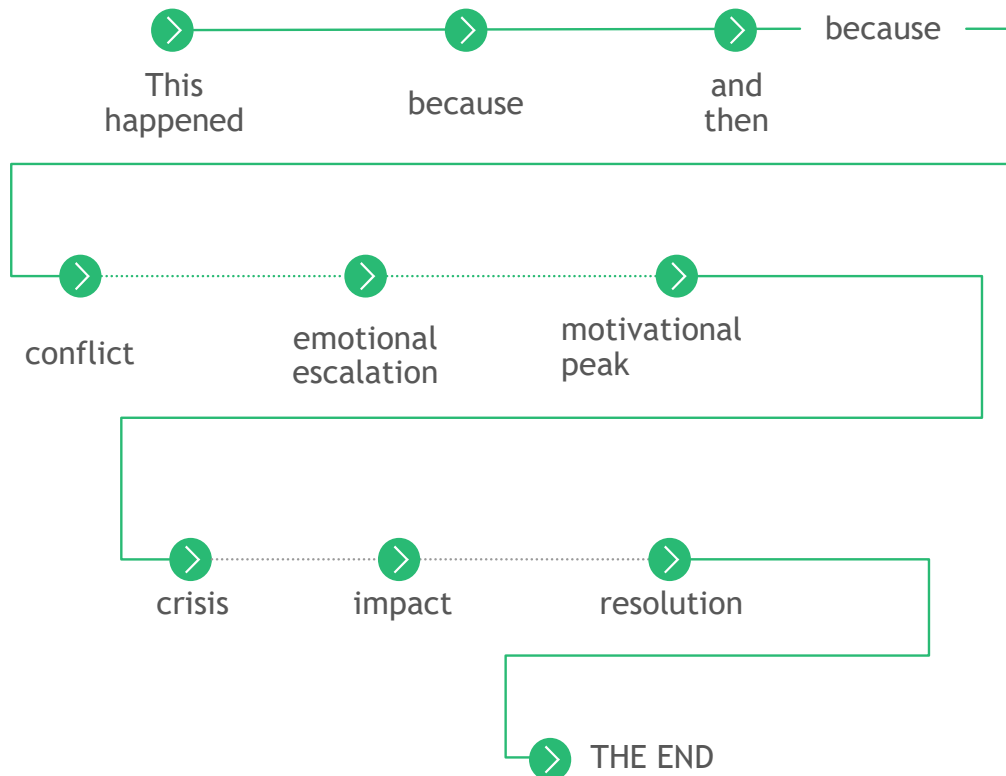 because
This
happened
because
and
then
conflict
emotional
escalation
motivational
peak
crisis
impact
resolution
THE END